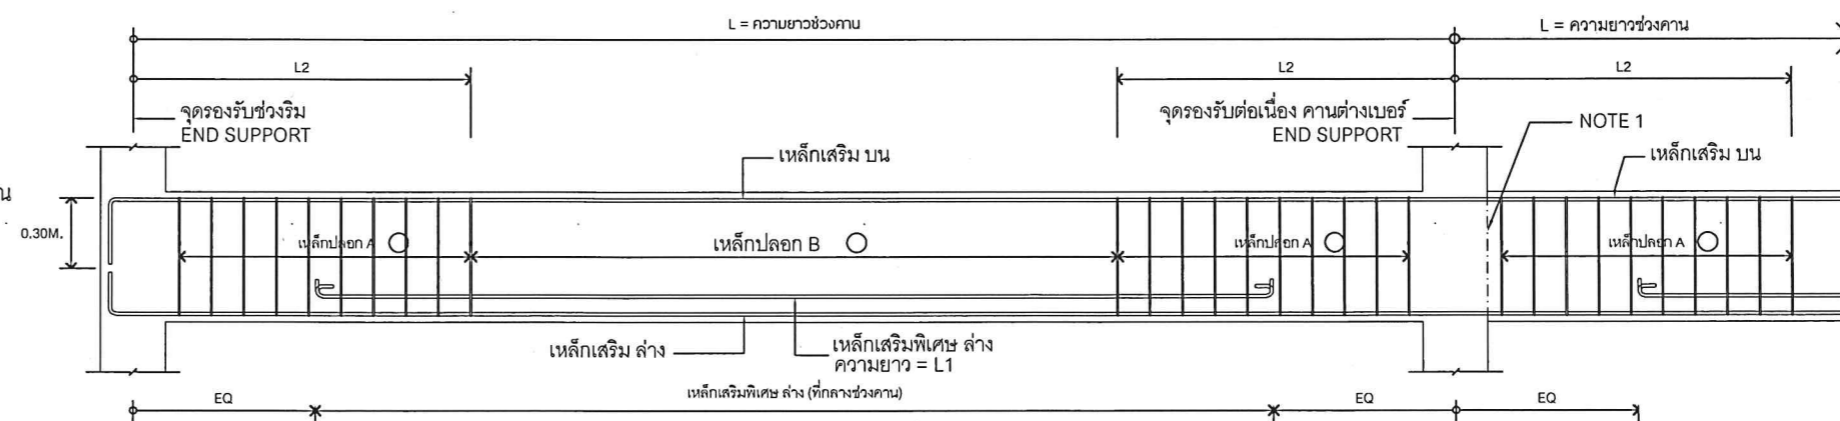 L = ความยาวช่วงคาน
L = ความยาวช่วงคาน
L2
L2
L2
จุดรองรับช่วงริม
END SUPPORT
จุดรองรับต่อเนื่อง คานต่างเบอร์
END SUPPORT
NOTE 1
เหล็กเสริม บน
เหล็กเสริม บน
0.30M.
เหล็กปลอก A
เหล็กปลอก B
เหล็กปลอก A
เหล็กปลอก A
เหล็กเสริม ล่าง
เหล็กเสริมพิเศษ ล่าง
ความยาว = L1
EQ
เหล็กเสริมพิเศษ ล่าง (ที่กลางช่วงคาน)
EQ
EQ